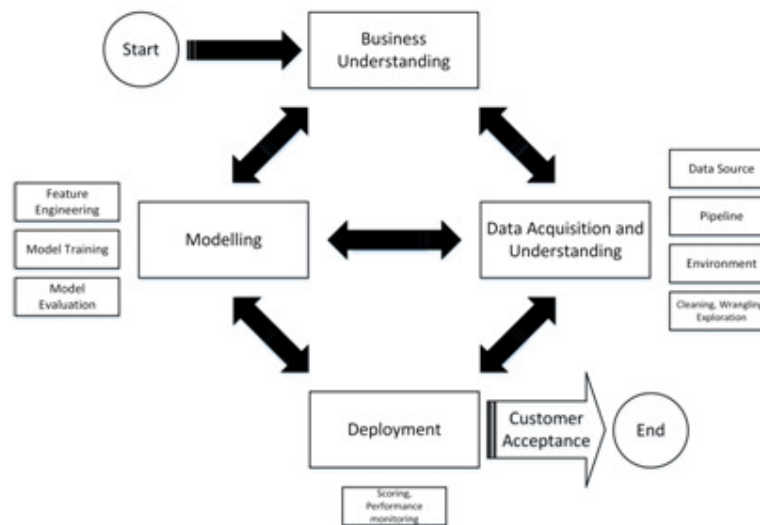 Start
Business
Understanding
Feature
Engineering
Model Training
Model
Evaluation
Modelling
Data Acquisition and
Understanding
Data Source
Pipeline
Environment
Cleaning, Wrangling,
Exploration
Deployment
Customer
Acceptance
End
Scoring,
Performance
monitoring